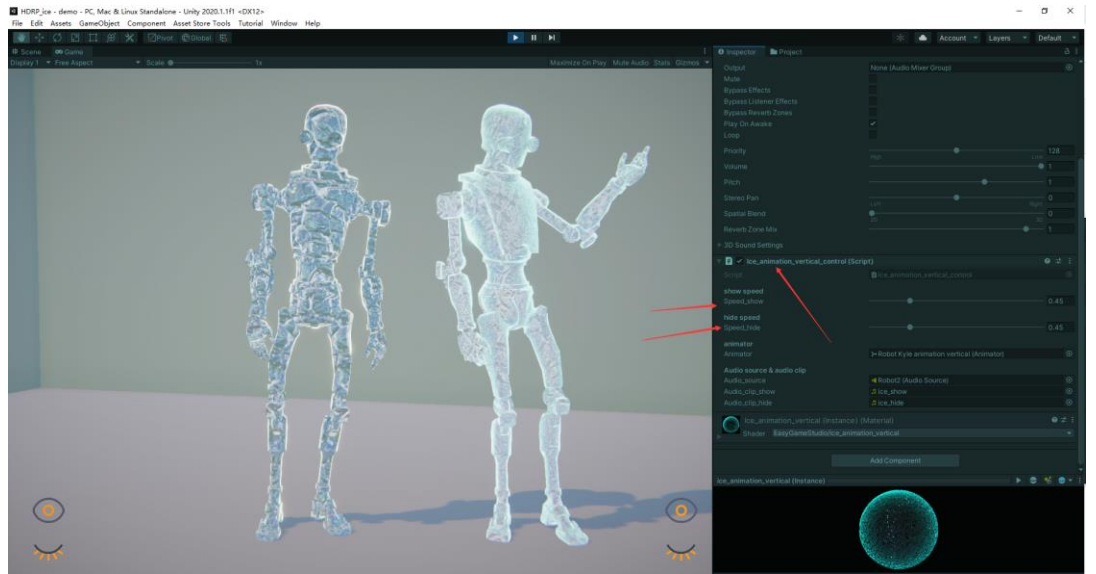 HDRP_ice - demo - PC, Mac & Linux Standalone - Unity 2020.1.1f1 <DX12>
File Edit Assets GameObject Component Asset Store Tools Tutorial Window Help
Pivot Global Account Layers Default
Scene Game Inspector Project
Display 1 Free Aspect Scale 1x Maximize On Play Mute Audio Stats Gizmos
Output None (Audio Mixer Group)
Mute
Bypass Effects
Bypass Listener Effects
Bypass Reverb Zones
Play On Awake
Loop
Priority 128
High Low
Volume 1
Pitch 1
Stereo Pan 0
Left Right
Spatial Blend 0
2D 3D
Reverb Zone Mix 1
3D Sound Settings
Ice_animation_vertical_control (Script)
Script Ice_animation_vertical_control
show speed
Speed_show 0.45
hide speed
Speed_hide 0.45
animator
Animator Robot Kyle animation vertical (Animator)
Audio source & audio clip
Audio_source Robot2 (Audio Source)
Audio_clip_show ice_show
Audio_clip_hide ice_hide
ice_animation_vertical (Instance) (Material)
Shader EasyGameStudio/ice_animation_vertical
Add Component
ice_animation_vertical (Instance)